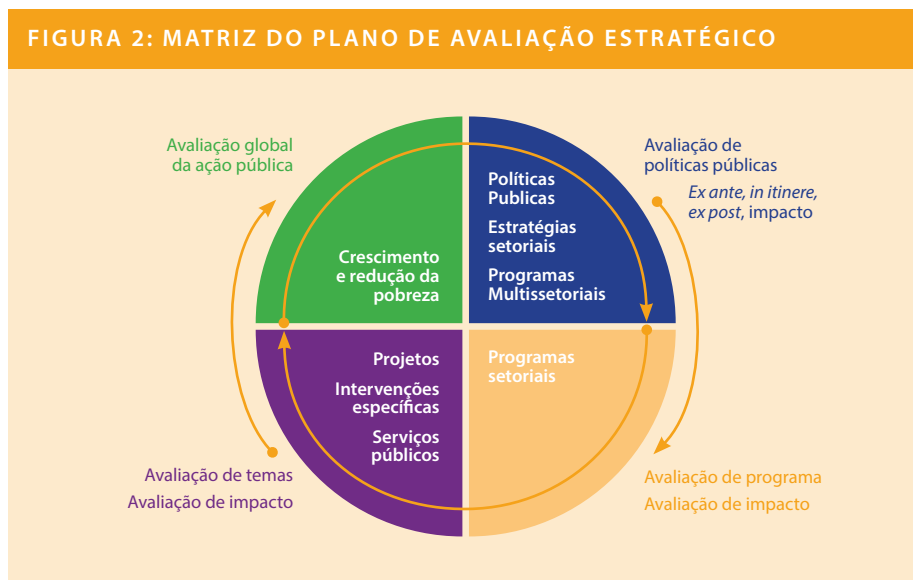 FIGURA 2: MATRIZ DO PLANO DE AVALIAÇÃO ESTRATÉGICO
Avaliação global
da ação pública
Crescimento
e redução da
pobreza
Políticas
Publicas
Estratégias
setoriais
Programas
Multissetoriais
Avaliação de
políticas públicas
Ex ante, in itinere,
ex post, impacto
Projetos
Intervenções
específicas
Serviços
públicos
Programas
setoriais
Avaliação de temas
Avaliação de impacto
Avaliação de programa
Avaliação de impacto